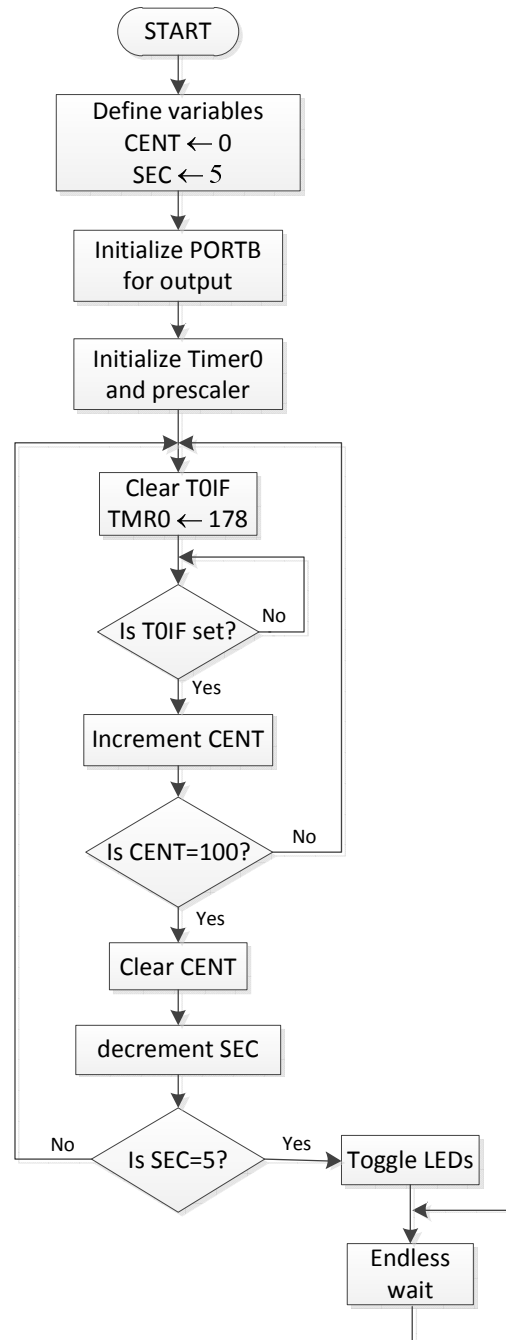 START
Define variables
CENT ← 0
SEC ← 5
Initialize PORTB
for output
Initialize Timer0
and prescaler
Clear T0IF
TMR0 ← 178
Is T0IF set?
No
Yes
Increment CENT
Is CENT=100?
No
Yes
Clear CENT
decrement SEC
Is SEC=5?
No
Yes
Toggle LEDs
Endless
wait